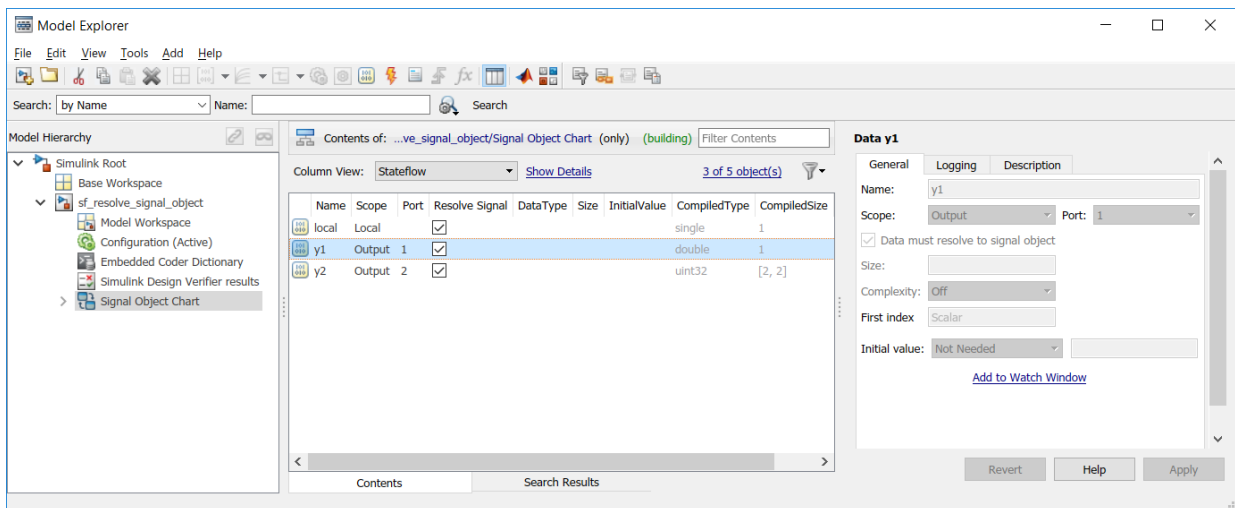 Model Explorer
File Edit View Tools Add Help
Search: by Name Name: Search
Model Hierarchy
Simulink Root
Base Workspace
sf_resolve_signal_object
Model Workspace
Configuration (Active)
Embedded Coder Dictionary
Simulink Design Verifier results
Signal Object Chart
Contents of: ...ve_signal_object/Signal Object Chart (only) (building) Filter Contents
Column View: Stateflow Show Details 3 of 5 object(s)
Name Scope Port Resolve Signal DataType Size InitialValue CompiledType CompiledSize
local Local single 1
y1 Output 1 double 1
y2 Output 2 uint32 [2, 2]
Contents Search Results
Data y1
General Logging Description
Name: y1
Scope: Output Port: 1
Data must resolve to signal object
Size:
Complexity: Off
First index Scalar
Initial value: Not Needed
Add to Watch Window
Revert Help Apply